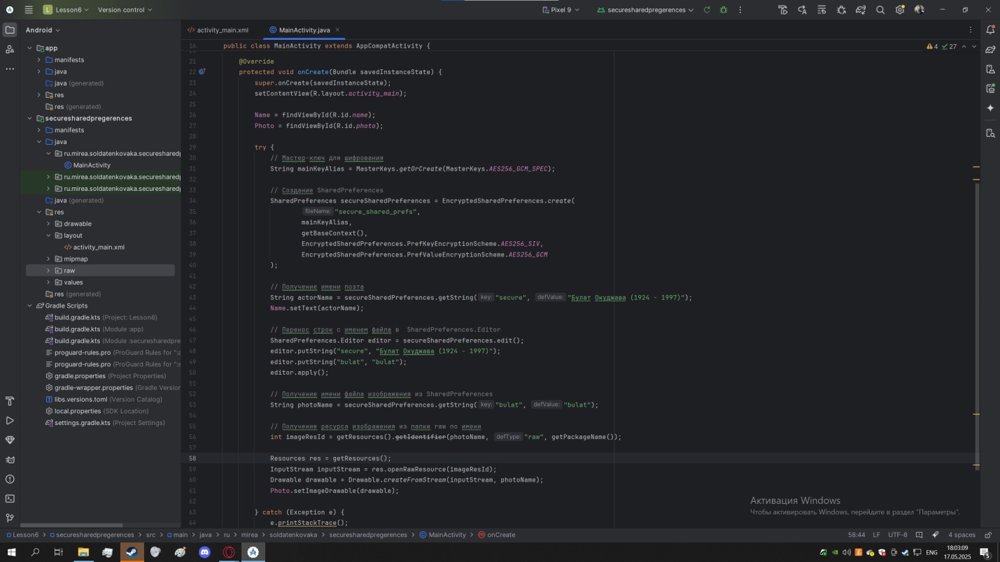 Lesson6
Version control
Pixel 9
securesharedpregerences
Android
activity_main.xml
MainActivity.java
app
manifests
java
java (generated)
res
res (generated)
securesharedpregerences
manifests
java
ru.mirea.soldatenkovaka.securesharedp
MainActivity
ru.mirea.soldatenkovaka.securesharedp
ru.mirea.soldatenkovaka.securesharedp
java (generated)
res
drawable
layout
activity_main.xml
mipmap
raw
values
res (generated)
Gradle Scripts
build.gradle.kts (Project: Lesson6)
build.gradle.kts (Module :app)
build.gradle.kts (Module :securesharedpre
proguard-rules.pro (ProGuard Rules for ":a
proguard-rules.pro (ProGuard Rules for ":s
gradle.properties (Project Properties)
gradle-wrapper.properties (Gradle Version
libs.versions.toml (Version Catalog)
local.properties (SDK Location)
settings.gradle.kts (Project Settings)
16 public class MainActivity extends AppCompatActivity {
4 27
21 @Override
22 protected void onCreate(Bundle savedInstanceState) {
23 super.onCreate(savedInstanceState);
24 setContentView(R.layout.activity_main);
25
26 Name = findViewById(R.id.name);
27 Photo = findViewById(R.id.photo);
28
29 try {
30 // Мастер-ключ для шифрования
31 String mainKeyAlias = MasterKeys.getOrCreate(MasterKeys.AES256_GCM_SPEC);
32
33 // Создание SharedPreferences
34 SharedPreferences secureSharedPreferences = EncryptedSharedPreferences.create(
35 fileName: "secure_shared_prefs",
36 mainKeyAlias,
37 getBaseContext(),
38 EncryptedSharedPreferences.PrefKeyEncryptionScheme.AES256_SIV,
39 EncryptedSharedPreferences.PrefValueEncryptionScheme.AES256_GCM
40 );
41
42 // Получение имени поэта
43 String actorName = secureSharedPreferences.getString( key: "secure", defValue: "Булат Окуджава (1924 - 1997)");
44 Name.setText(actorName);
45
46 // Перенос строк с именем файла в  SharedPreferences.Editor
47 SharedPreferences.Editor editor = secureSharedPreferences.edit();
48 editor.putString("secure", "Булат Окуджава (1924 - 1997)");
49 editor.putString("bulat", "bulat");
50 editor.apply();
51
52 // Получение имени файла изображения из SharedPreferences
53 String photoName = secureSharedPreferences.getString( key: "bulat", defValue: "bulat");
54
55 // Получение ресурса изображения из папки raw по имени
56 int imageResId = getResources().getIdentifier(photoName, defType: "raw", getPackageName());
57
58 Resources res = getResources();
59 InputStream inputStream = res.openRawResource(imageResId);
60 Drawable drawable = Drawable.createFromStream(inputStream, photoName);
61 Photo.setImageDrawable(drawable);
62
63 } catch (Exception e) {
64 e.printStackTrace();
Активация Windows
Чтобы активировать Windows, перейдите в раздел "Параметры".
Lesson6 > securesharedpregerences > src > main > java > ru > mirea > soldatenkovaka > securesharedpregerences > MainActivity > onCreate
58:44 LF UTF-8 4 spaces
ENG
18:03:09
17.05.2025
5